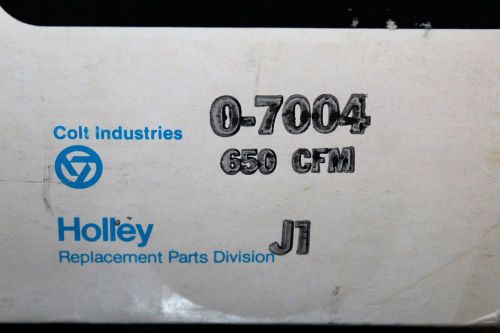 0-7004
Colt Industries
650 CFM
Holley
J1
Replacement Parts Division